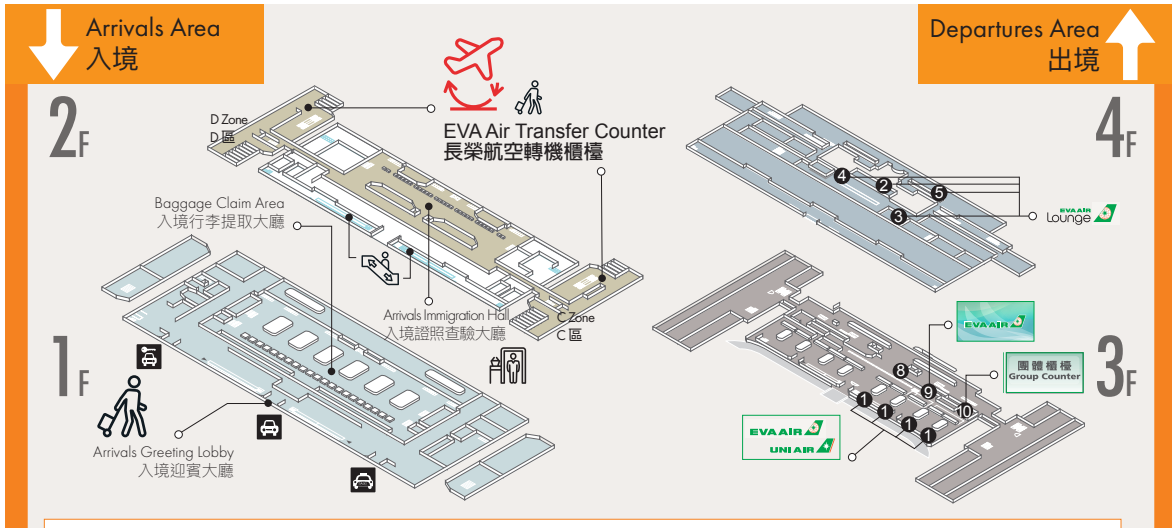 Arrivals Area
入境
Departures Area
出境
2F
D Zone
D 區
EVA Air Transfer Counter
長榮航空轉機櫃檯
Baggage Claim Area
入境行李提取大廳
Arrivals Immigration Hall
入境證照查驗大廳
C Zone
C 區
1F
Arrivals Greeting Lobby
入境迎賓大廳
4F
4
2
5
3
EVA AIR
Lounge
3F
EVA AIR
團體櫃檯
Group Counter
8
9
10
1
1
1
1
EVA AIR
UNI AIR